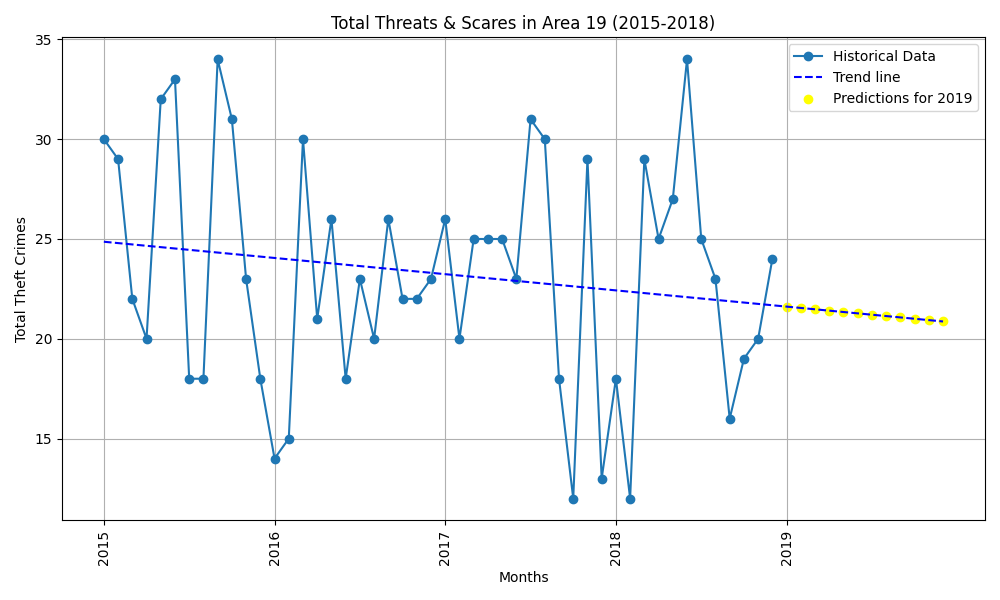 Total Threats & Scares in Area 19 (2015-2018)
Historical Data
Trend line
Predictions for 2019
Total Theft Crimes
35
30
25
20
15
2015
2016
2017
2018
2019
Months